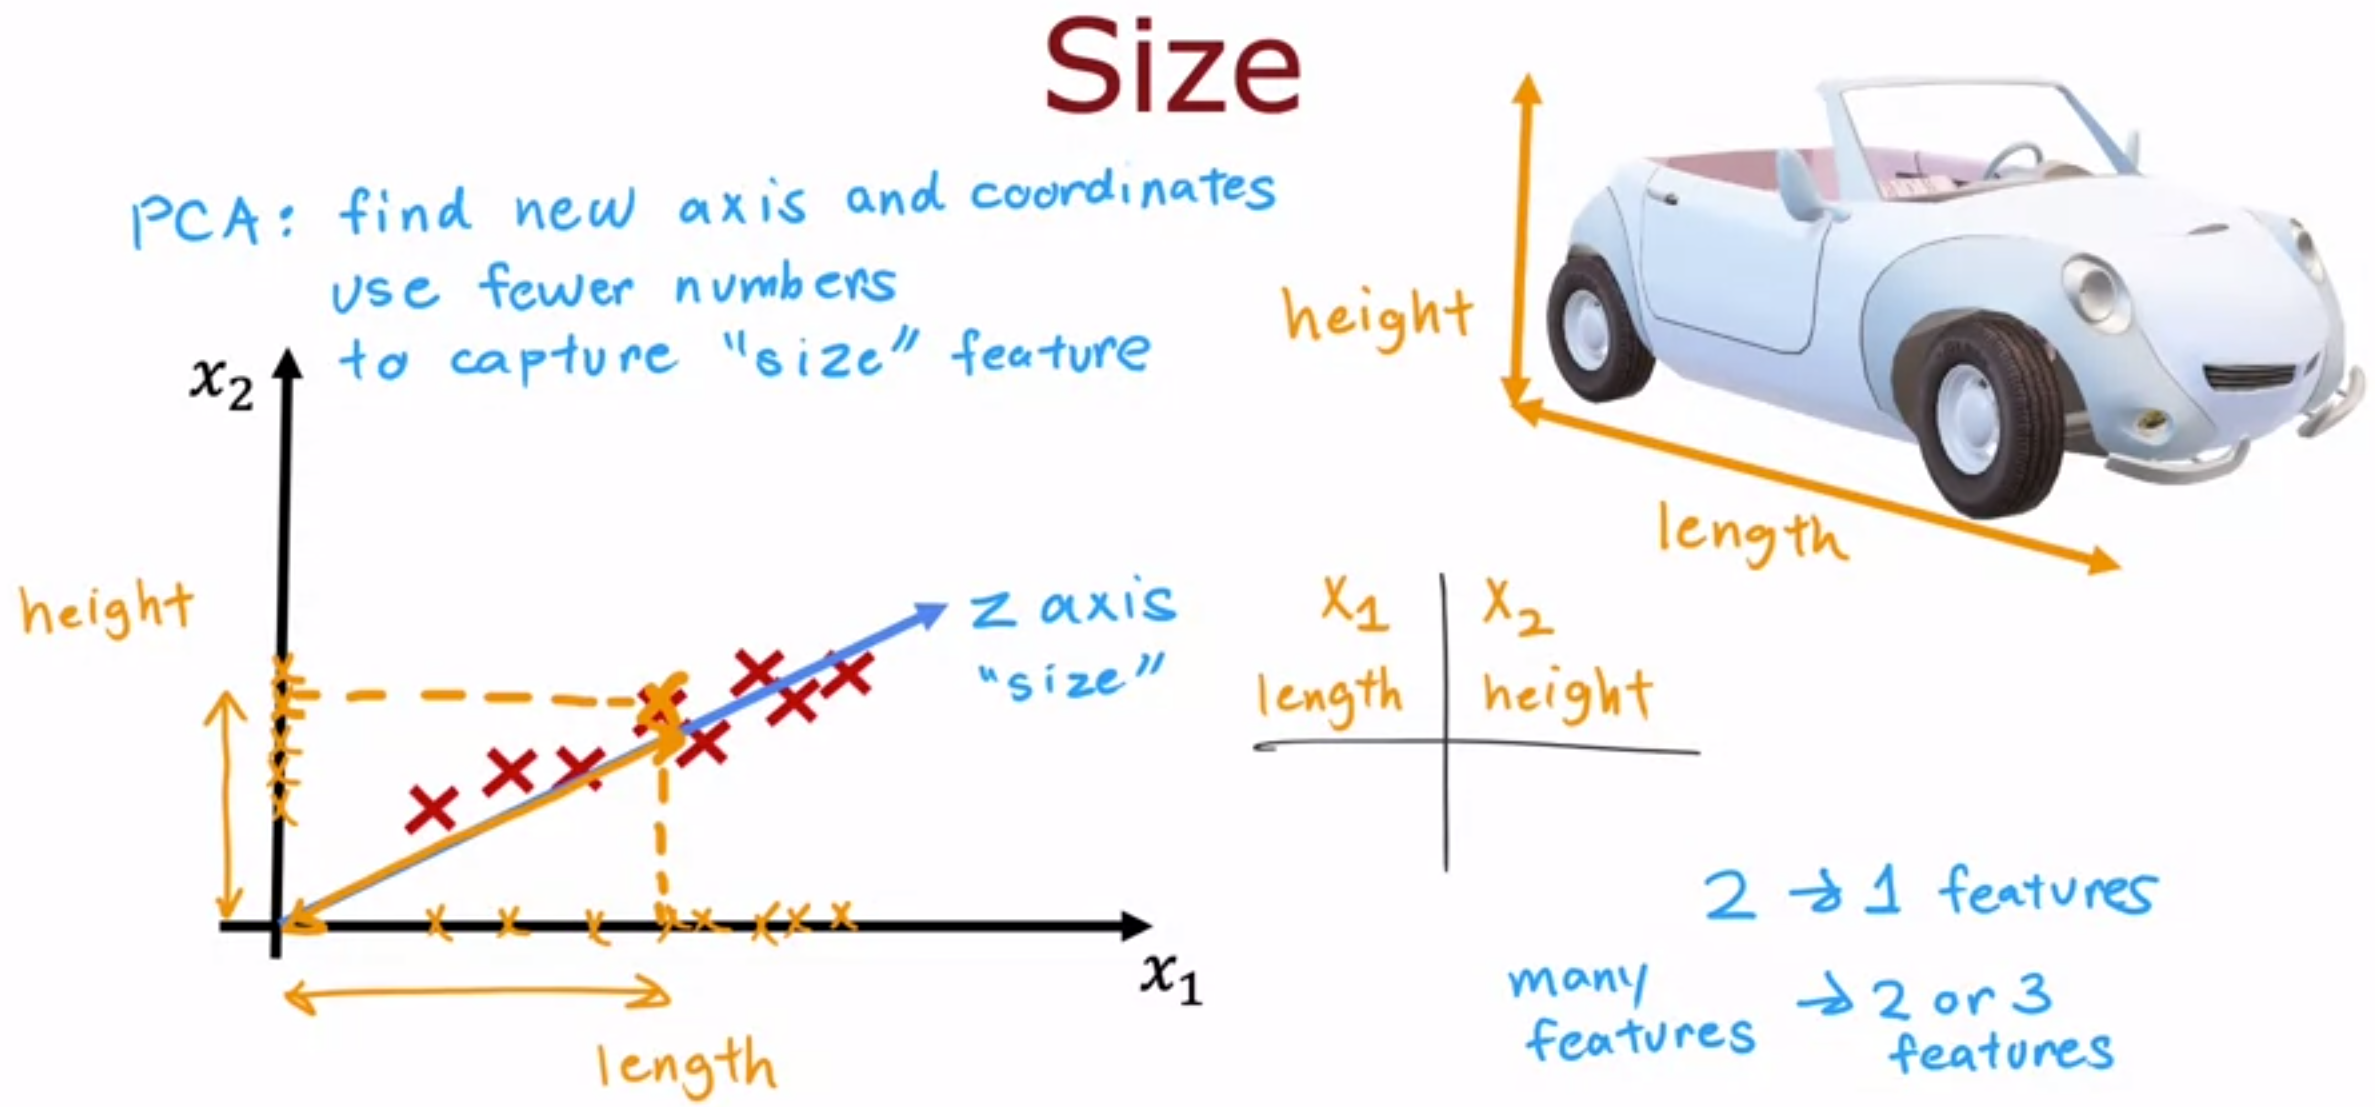 Size
PCA: find new axis and coordinates
use fewer numbers
to capture "size" feature
height
length
x₂
height
z axis
"size"
x₁
length
X₁ X₂
length height
2 → 1 features
many features → 2 or 3 features